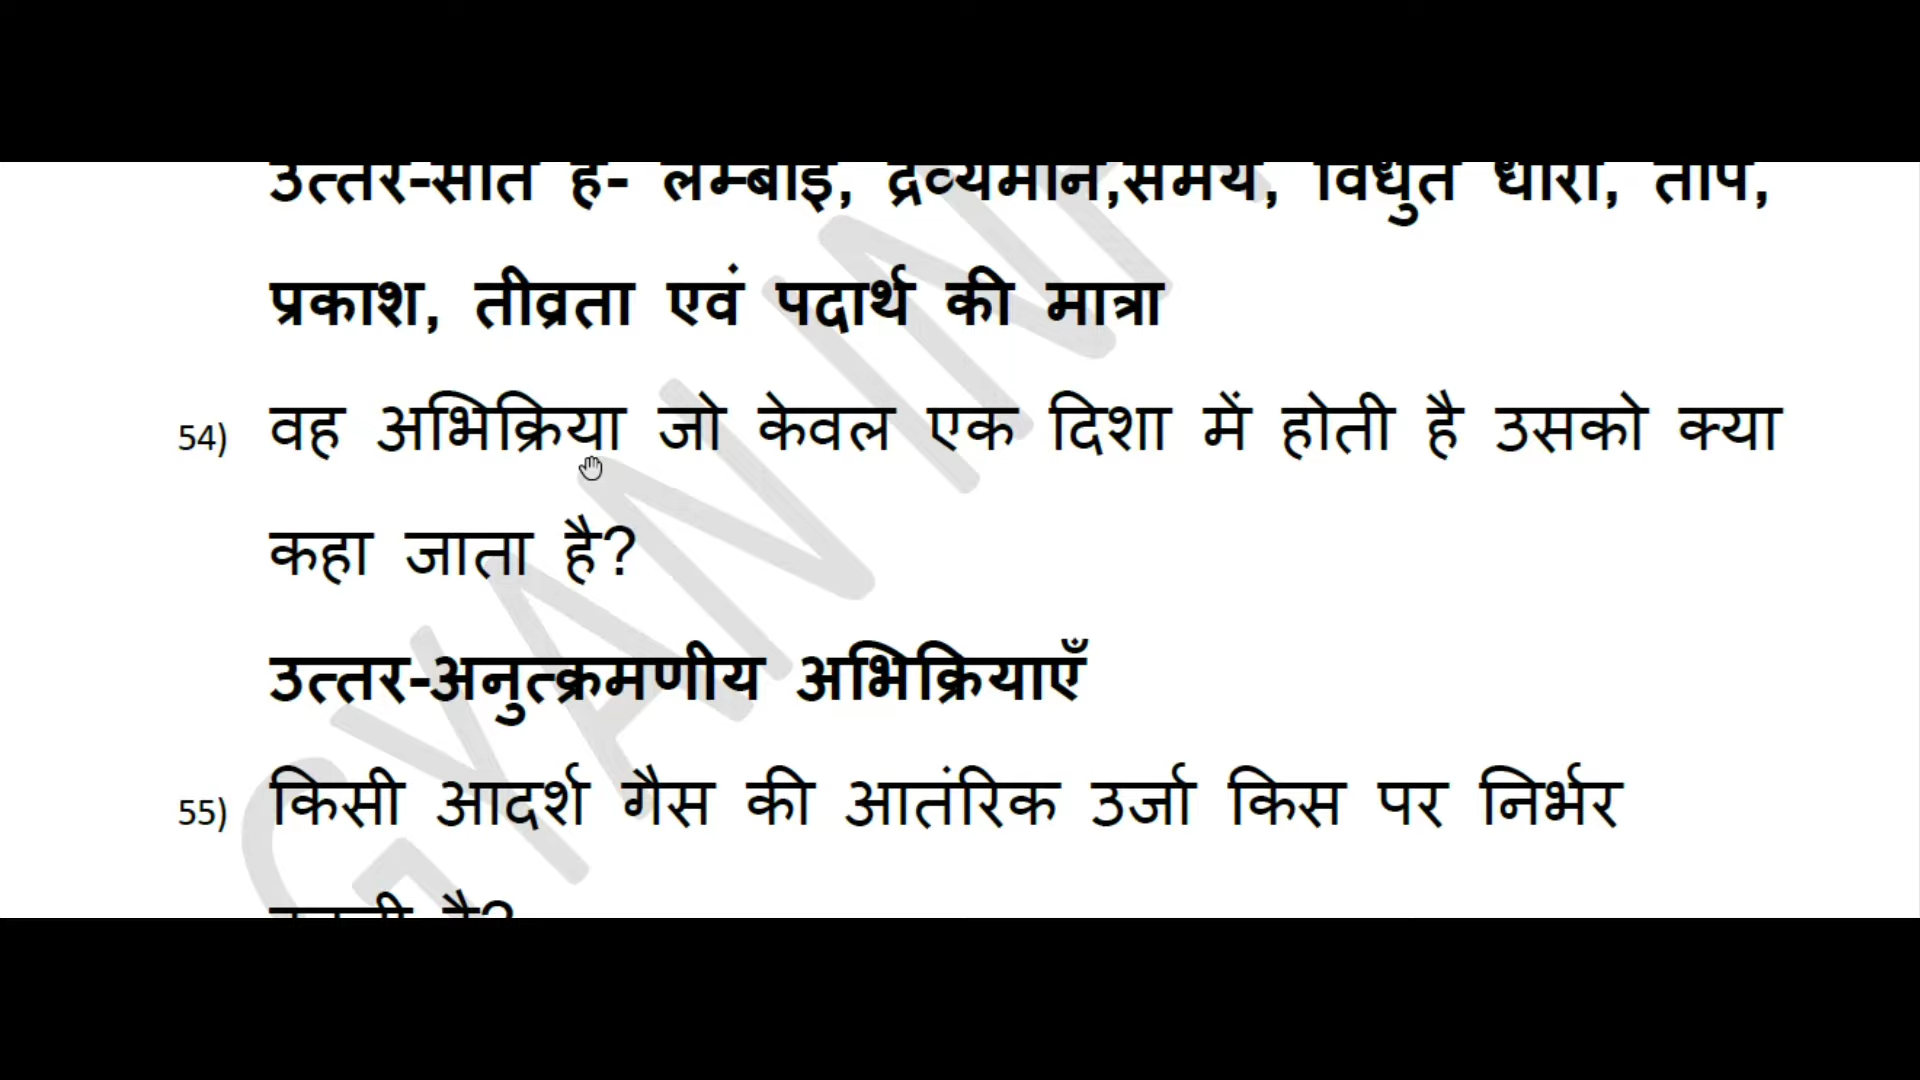 उत्तर-सात है- लम्बाई, द्रव्यमान,समय, विधुत धारा, ताप,
प्रकाश, तीव्रता एवं पदार्थ की मात्रा
54) वह अभिक्रिया जो केवल एक दिशा में होती है उसको क्या
कहा जाता है?
उत्तर-अनुत्क्रमणीय अभिक्रियाएँ
55) किसी आदर्श गैस की आतंरिक उर्जा किस पर निर्भर
है?
GYAN